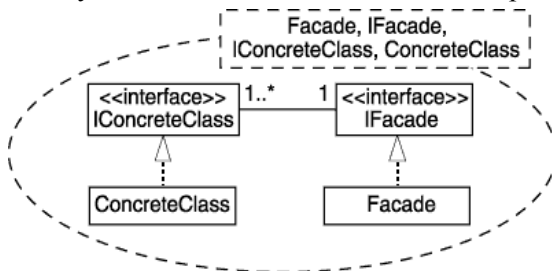 Facade, IFacade,
IConcreteClass, ConcreteClass
<<interface>>
IConcreteClass
1..*
1
<<interface>>
IFacade
ConcreteClass
Facade